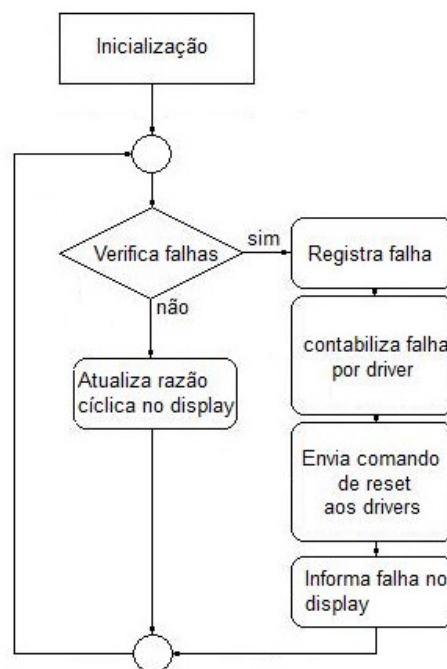 Inicialização
Verifica falhas
sim
não
Registra falha
contabiliza falha
por driver
Atualiza razão
cíclica no display
Envia comando
de reset
aos drivers
Informa falha no
display